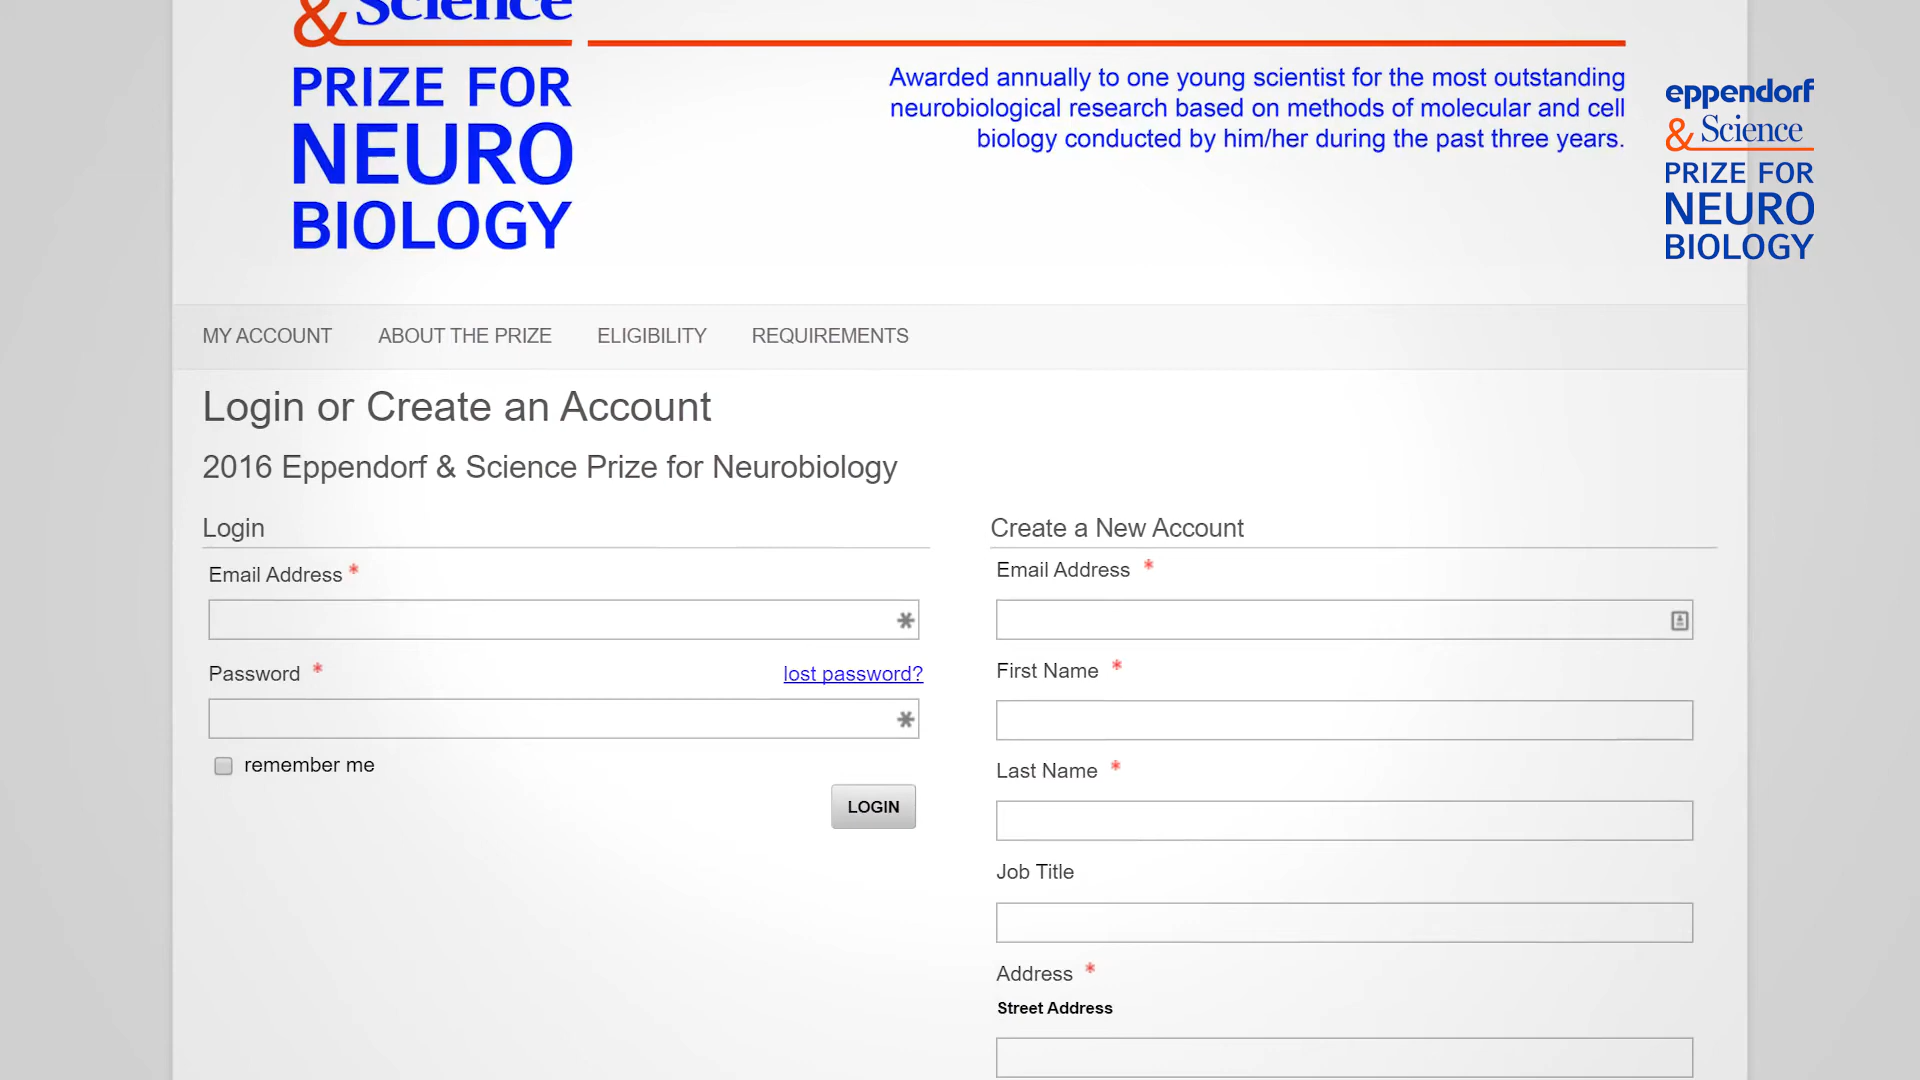 & Science
PRIZE FOR
NEURO
BIOLOGY
Awarded annually to one young scientist for the most outstanding
neurobiological research based on methods of molecular and cell
biology conducted by him/her during the past three years.
eppendorf
& Science
PRIZE FOR
NEURO
BIOLOGY
MY ACCOUNT ABOUT THE PRIZE ELIGIBILITY REQUIREMENTS
Login or Create an Account
2016 Eppendorf & Science Prize for Neurobiology
Login
Email Address *
Password * lost password?
remember me
LOGIN
Create a New Account
Email Address *
First Name *
Last Name *
Job Title
Address *
Street Address